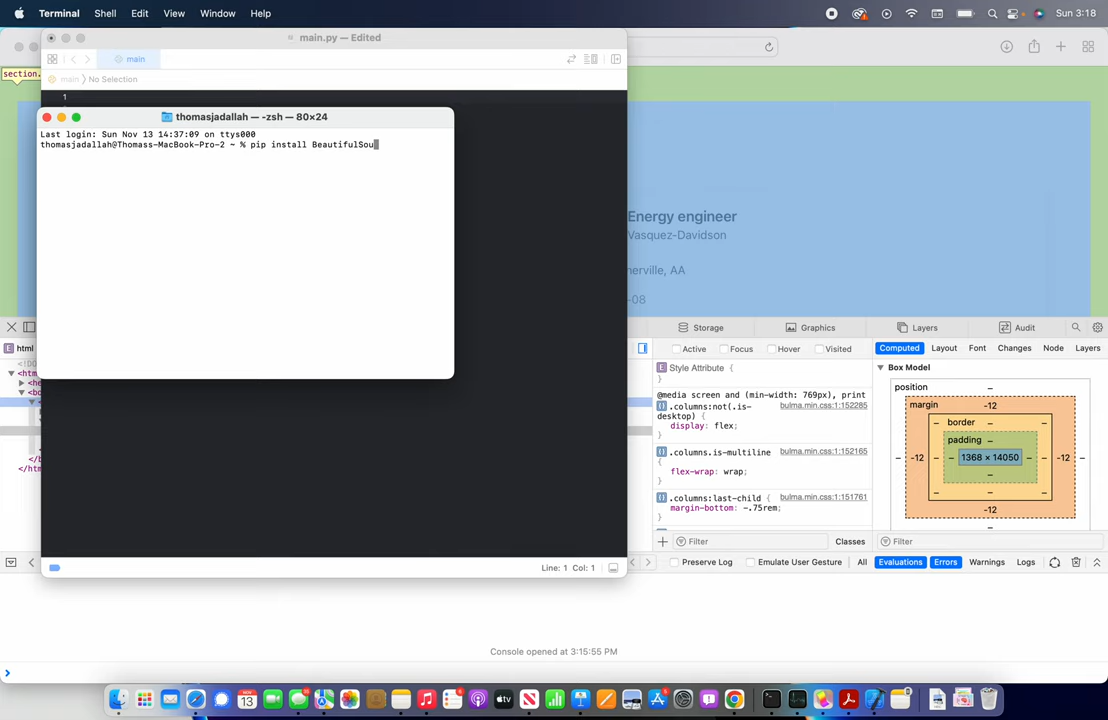 Terminal Shell Edit View Window Help Sun 3:18
main.py — Edited
main
main No Selection
section.
1
thomasjadallah — -zsh — 80×24
Last login: Sun Nov 13 14:37:09 on ttys000
thomasjadallah@Thomass-MacBook-Pro-2 ~ % pip install BeautifulSou
Energy engineer
Vasquez-Davidson
herville, AA
-08
Storage Graphics Layers Audit
E html
Active Focus Hover Visited
Computed Layout Font Changes Node Layers
<!DO
<htm
<he
<bo
</b
</htm
E Style Attribute {
}
@media screen and (min-width: 769px), print
{} .columns:not(.is-desktop) { bulma.min.css:1:152285
display: flex;
}
{} .columns.is-multiline bulma.min.css:1:152165
{
flex-wrap: wrap;
}
{} .columns:last-child { bulma.min.css:1:151761
margin-bottom: -.75rem;
}
Box Model
position –
margin -12
border –
padding –
– -12 – – 1368 × 14050 – – -12 –
–
–
-12
–
Filter Classes Filter
Line: 1 Col: 1
Preserve Log Emulate User Gesture All Evaluations Errors Warnings Logs
Console opened at 3:15:55 PM
NOV
13